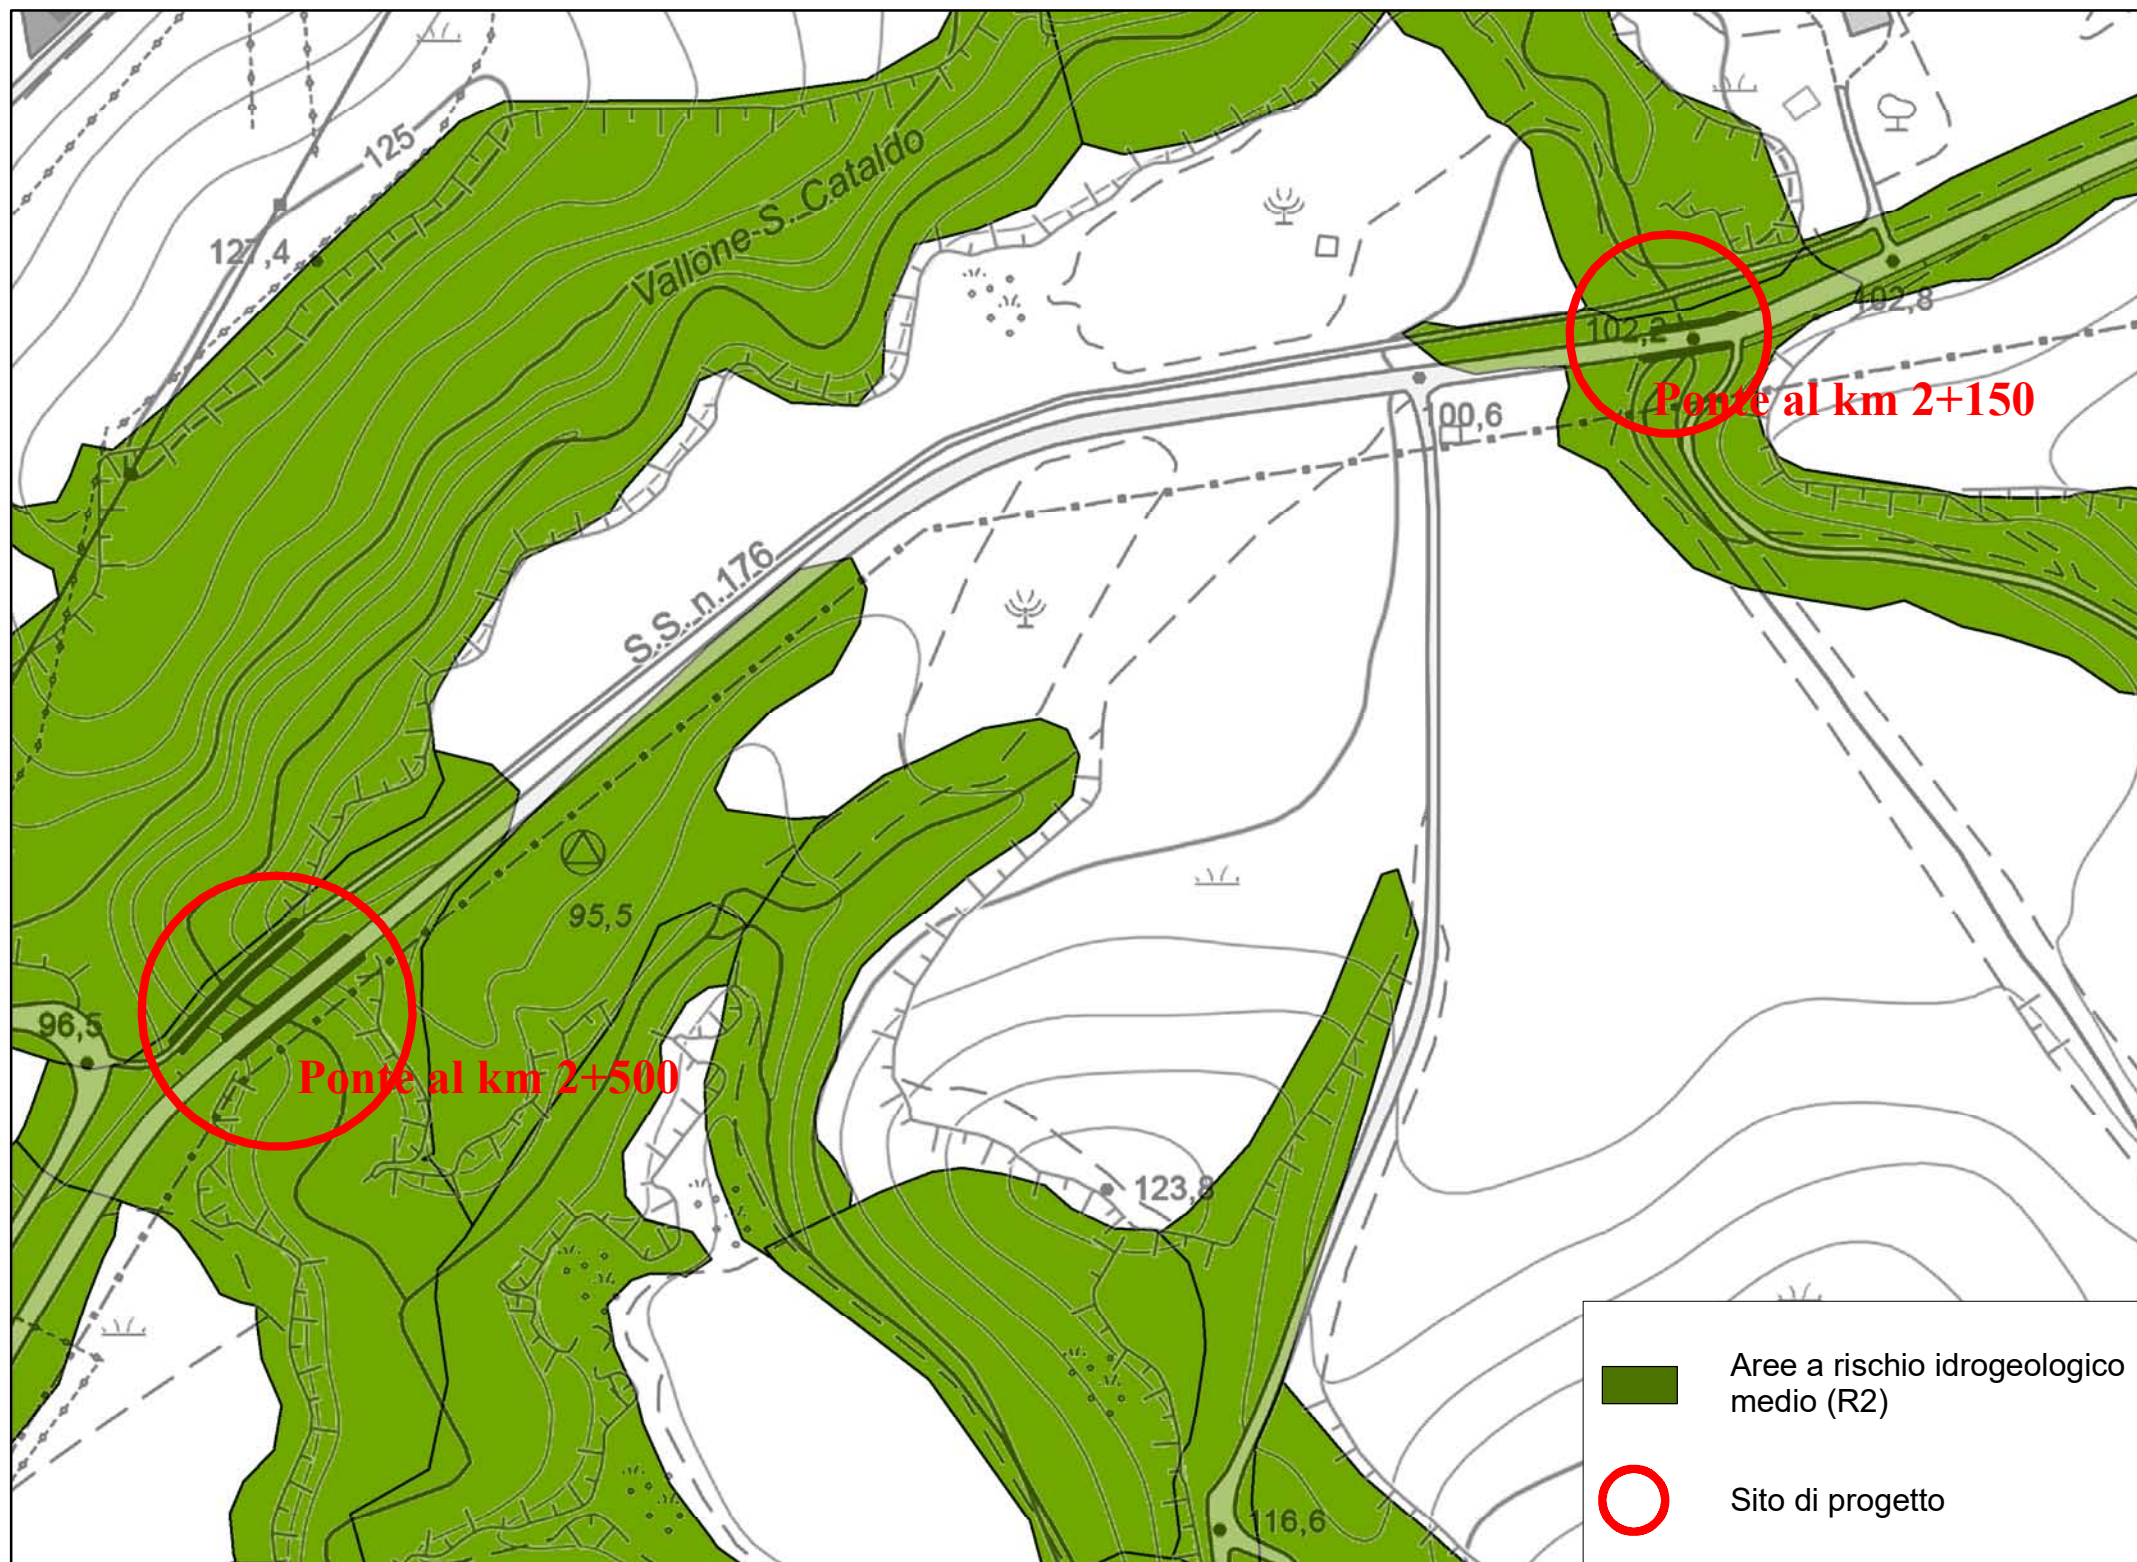 125
Vallone S. Cataldo
127,4
102,8
102,2
Ponte al km 2+150
100,6
S.S. n. 176
95,5
96,5
Ponte al km 2+500
123,8
Aree a rischio idrogeologico
medio (R2)
Sito di progetto
116,6